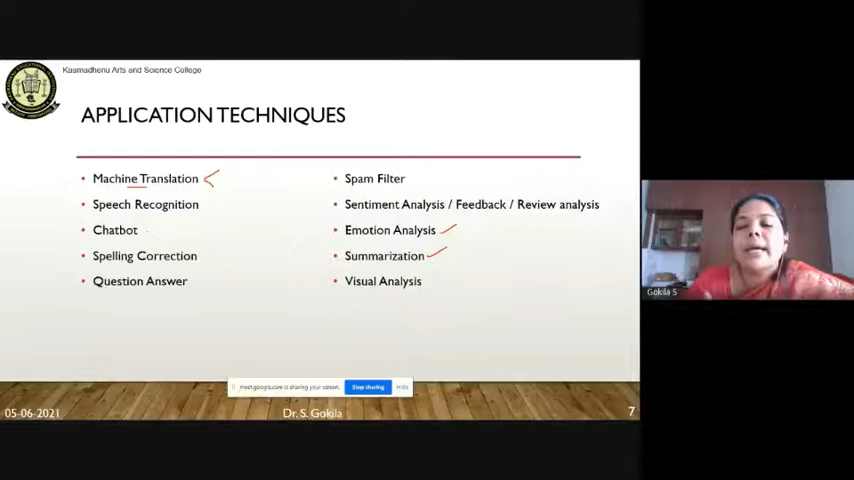 Kaamadhenu Arts and Science College
APPLICATION TECHNIQUES
• Machine Translation
• Speech Recognition
• Chatbot
• Spelling Correction
• Question Answer
• Spam Filter
• Sentiment Analysis / Feedback / Review analysis
• Emotion Analysis
• Summarization
• Visual Analysis
Gokila S
meet.google.com is sharing your screen. Stop sharing Hide
05-06-2021 Dr. S. Gokila 7